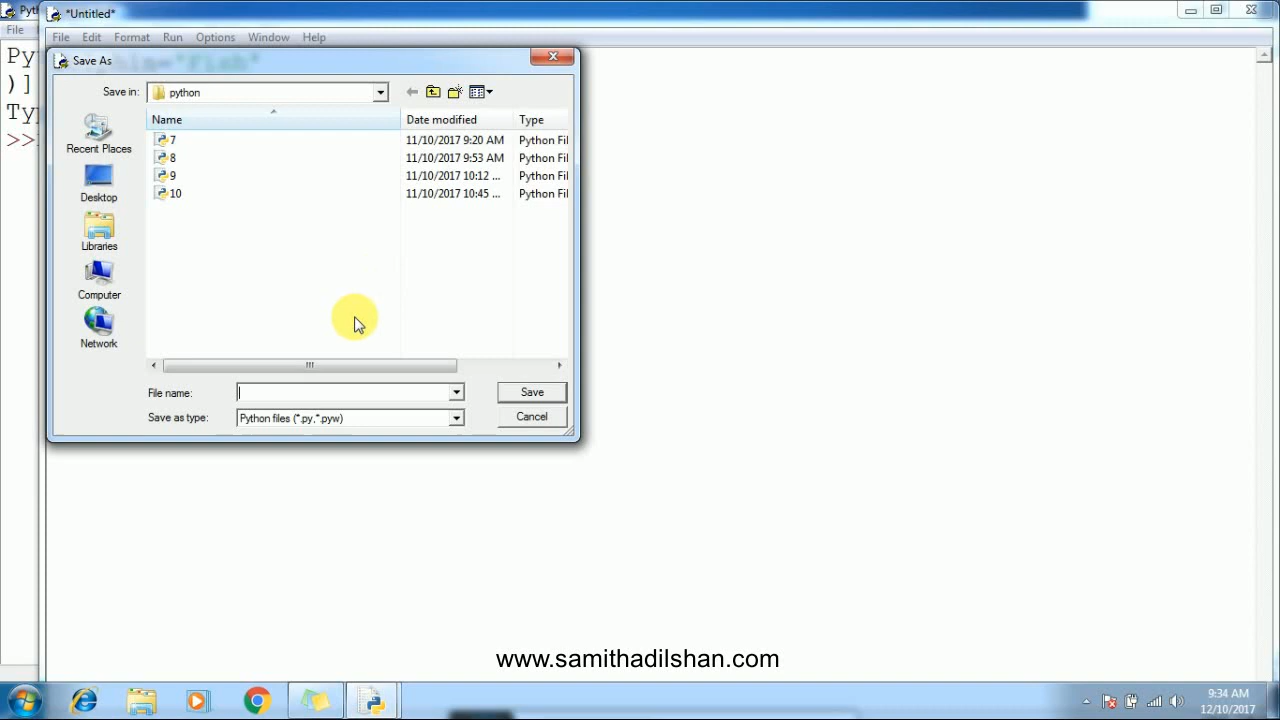 *Untitled*
File
File Edit Format Run Options Window Help
Save As
Save in: python
Name Date modified Type
7 11/10/2017 9:20 AM Python Fil
8 11/10/2017 9:53 AM Python Fil
9 11/10/2017 10:12 ... Python Fil
10 11/10/2017 10:45 ... Python Fil
Recent Places
Desktop
Libraries
Computer
Network
File name: Save
Save as type: Python files (*.py,*.pyw) Cancel
)]
>>
www.samithadilshan.com
9:34 AM
12/10/2017